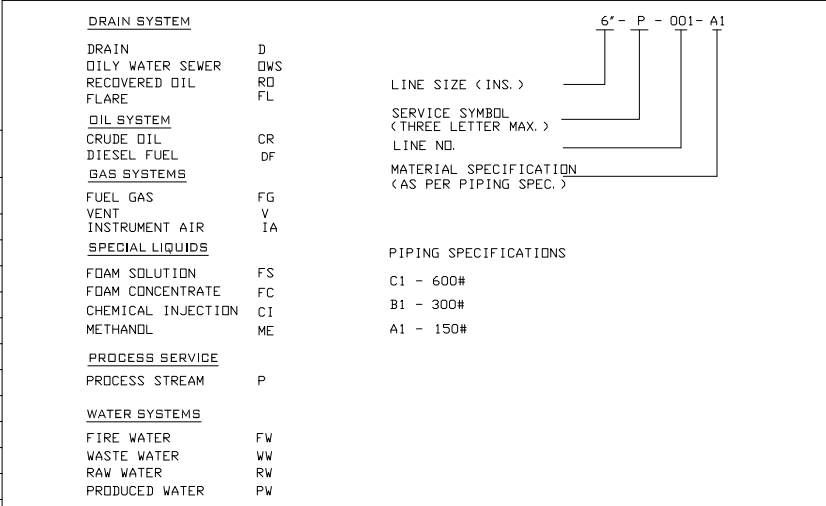 DRAIN SYSTEM
DRAIN D
OILY WATER SEWER OWS
RECOVERED OIL RO
FLARE FL
OIL SYSTEM
CRUDE OIL CR
DIESEL FUEL DF
GAS SYSTEMS
FUEL GAS FG
VENT V
INSTRUMENT AIR IA
SPECIAL LIQUIDS
FOAM SOLUTION FS
FOAM CONCENTRATE FC
CHEMICAL INJECTION CI
METHANOL ME
PROCESS SERVICE
PROCESS STREAM P
WATER SYSTEMS
FIRE WATER FW
WASTE WATER WW
RAW WATER RW
PRODUCED WATER PW
6"- P - 001- A1
LINE SIZE (INS.)
SERVICE SYMBOL
(THREE LETTER MAX.)
LINE NO.
MATERIAL SPECIFICATION
(AS PER PIPING SPEC.)
PIPING SPECIFICATIONS
C1 - 600#
B1 - 300#
A1 - 150#